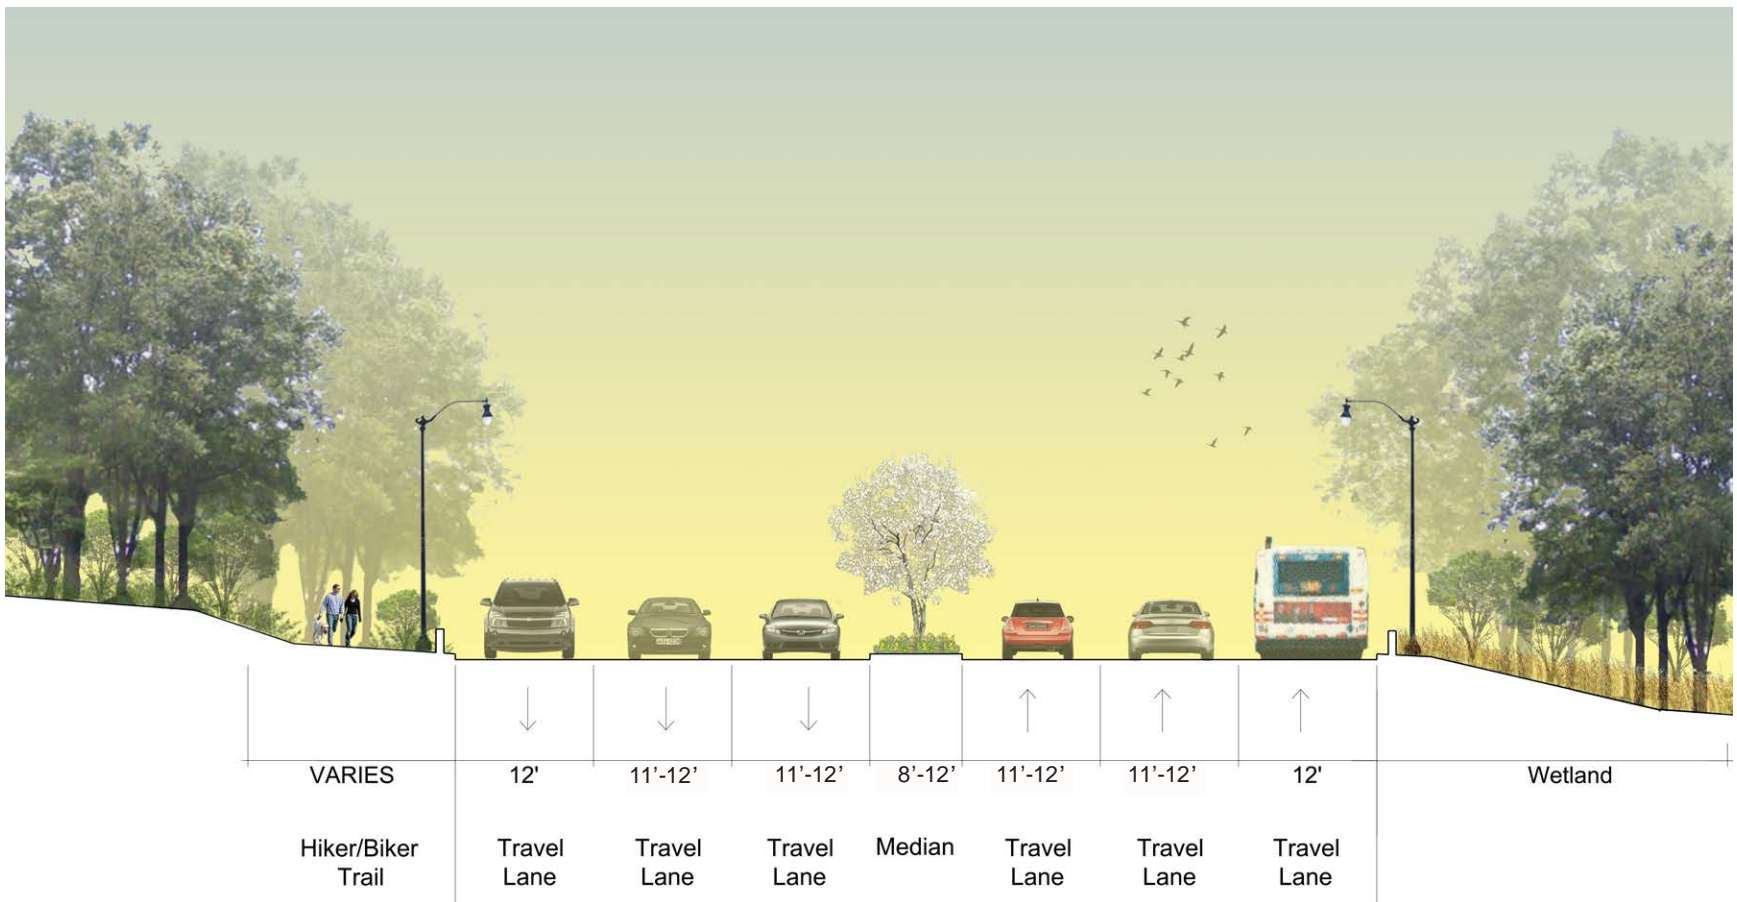 VARIES 12' 11'-12' 11'-12' 8'-12' 11'-12' 11'-12' 12' Wetland
Hiker/Biker Travel Travel Travel Median Travel Travel Travel
Trail Lane Lane Lane Lane Lane Lane